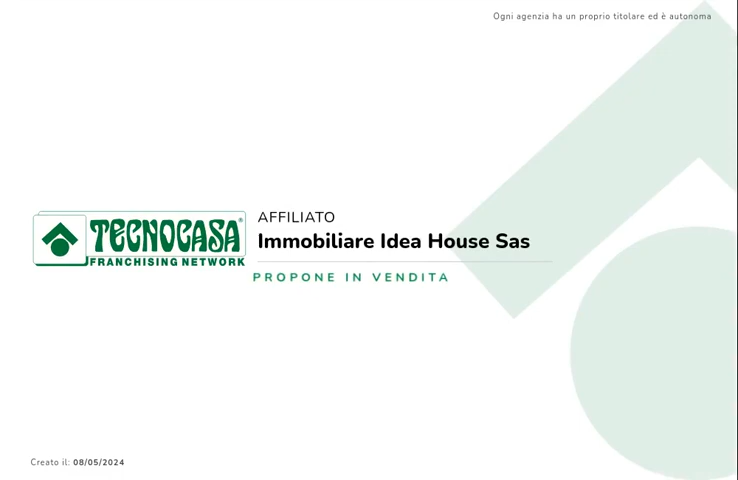 Ogni agenzia ha un proprio titolare ed è autonoma
TECNOCASA®
FRANCHISING NETWORK
AFFILIATO
Immobiliare Idea House Sas
PROPONE IN VENDITA
Creato il: 08/05/2024